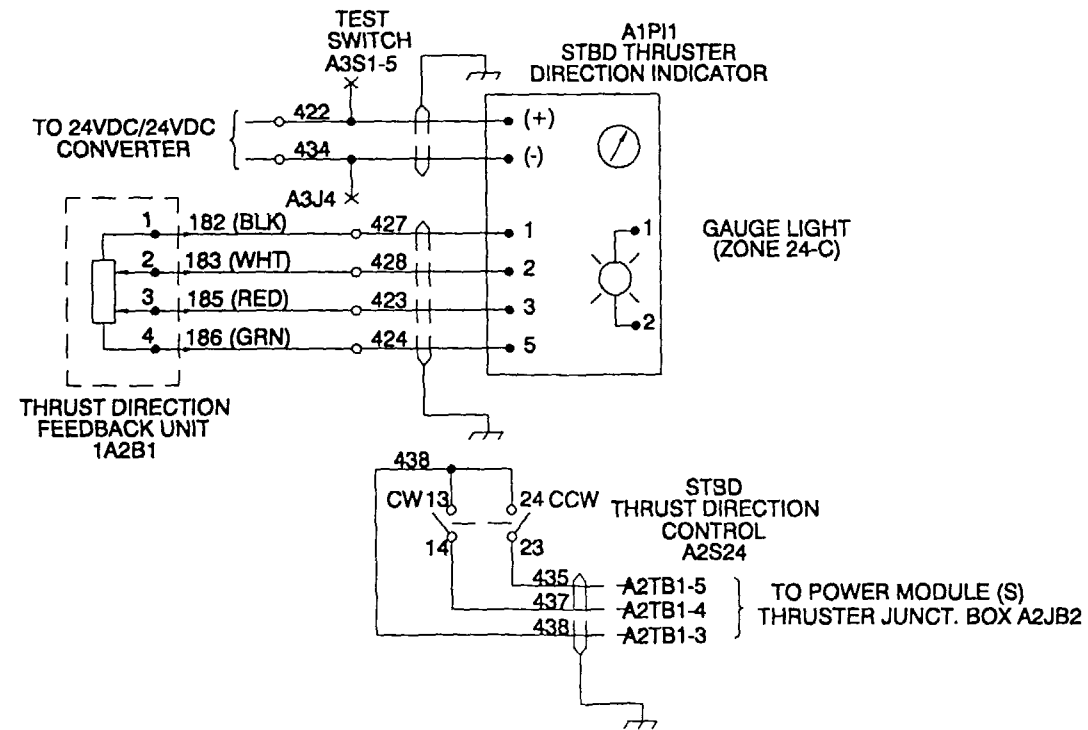 TEST
SWITCH
A3S1-5
A1PI1
STBD THRUSTER
DIRECTION INDICATOR
TO 24VDC/24VDC
CONVERTER
422
434
(+)
(-)
A3J4
1 182 (BLK) 427 1
2 183 (WHT) 428 2
3 185 (RED) 423 3
4 186 (GRN) 424 5
1
2
GAUGE LIGHT
(ZONE 24-C)
THRUST DIRECTION
FEEDBACK UNIT
1A2B1
438
CW 13
24 CCW
14
23
STBD
THRUST DIRECTION
CONTROL
A2S24
435 A2TB1-5
437 A2TB1-4
438 A2TB1-3
TO POWER MODULE (S)
THRUSTER JUNCT. BOX A2JB2